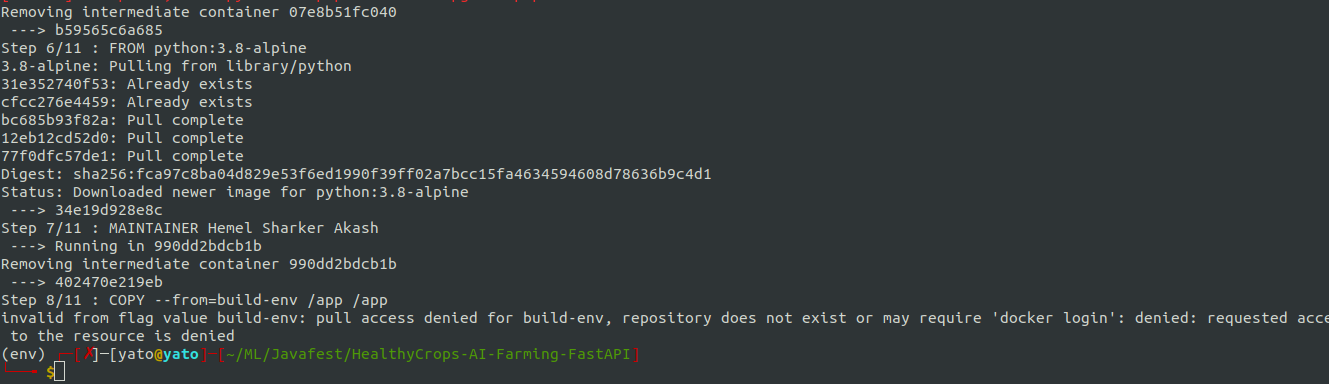 Removing intermediate container 07e8b51fc040
 ---> b59565c6a685
Step 6/11 : FROM python:3.8-alpine
3.8-alpine: Pulling from library/python
31e352740f53: Already exists
cfcc276e4459: Already exists
bc685b93f82a: Pull complete
12eb12cd52d0: Pull complete
77f0dfc57de1: Pull complete
Digest: sha256:fca97c8ba04d829e53f6ed1990f39ff02a7bcc15fa4634594608d78636b9c4d1
Status: Downloaded newer image for python:3.8-alpine
 ---> 34e19d928e8c
Step 7/11 : MAINTAINER Hemel Sharker Akash
 ---> Running in 990dd2bdcb1b
Removing intermediate container 990dd2bdcb1b
 ---> 402470e219eb
Step 8/11 : COPY --from=build-env /app /app
invalid from flag value build-env: pull access denied for build-env, repository does not exist or may require 'docker login': denied: requested acce
 to the resource is denied
(env) ┌─[✗]─[yato@yato]─[~/ML/Javafest/HealthyCrops-AI-Farming-FastAPI]
└──╼ $